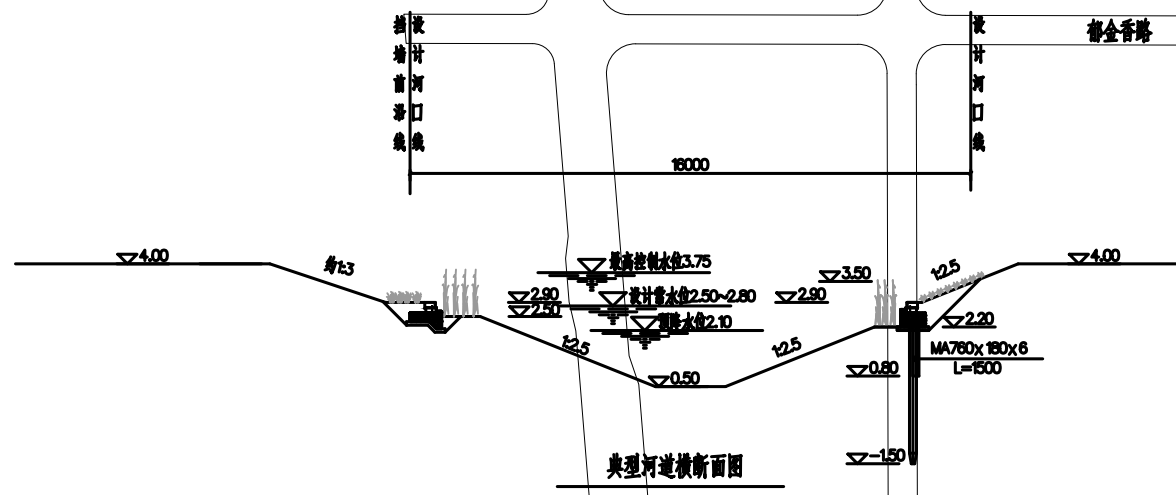 挡墙前沿线
设计河口线
设计河口线
郁金香路
16000
4.00
约1:3
最高控制水位3.75
3.50
1:2.5
4.00
2.90
设计常水位2.50~2.80
2.90
2.50
预降水位2.10
2.20
1:2.5
1:2.5
MA760x180x6
L=1500
0.80
0.50
-1.50
典型河道横断面图